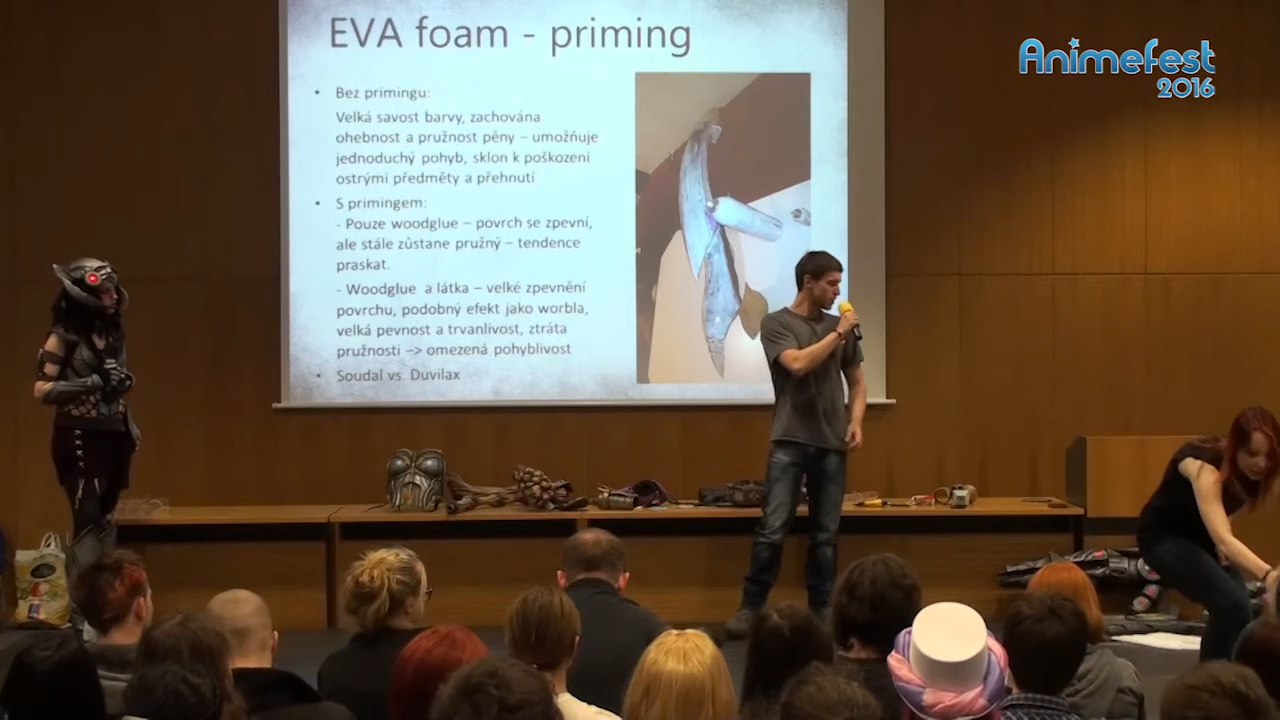 EVA foam - priming
• Bez primingu:
Velká savost barvy, zachována
ohebnost a pružnost pěny – umožňuje
jednoduchý pohyb, sklon k poškození
ostrými předměty a přehnutí
• S primingem:
- Pouze woodglue – povrch se zpevní,
ale stále zůstane pružný – tendence
praskat.
- Woodglue a látka – velké zpevnění
povrchu, podobný efekt jako worbla,
velká pevnost a trvanlivost, ztráta
pružnosti –> omezená pohyblivost
• Soudal vs. Duvilax
AnimeFest
2016